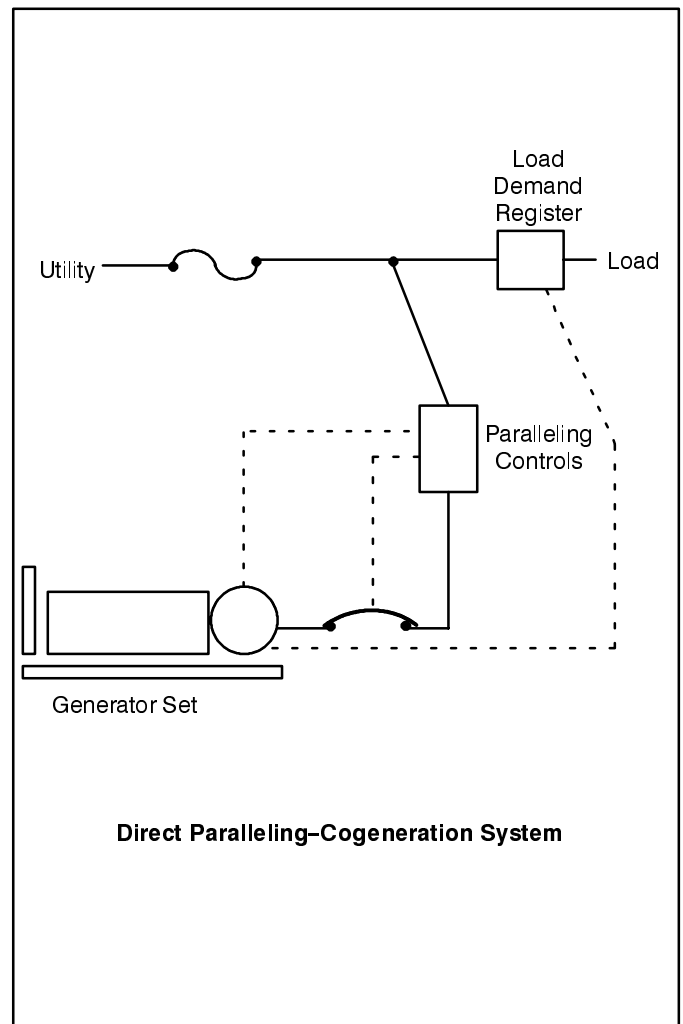 Load
Demand
Register
Utility
Load
Paralleling
Controls
Generator Set
Direct Paralleling–Cogeneration System